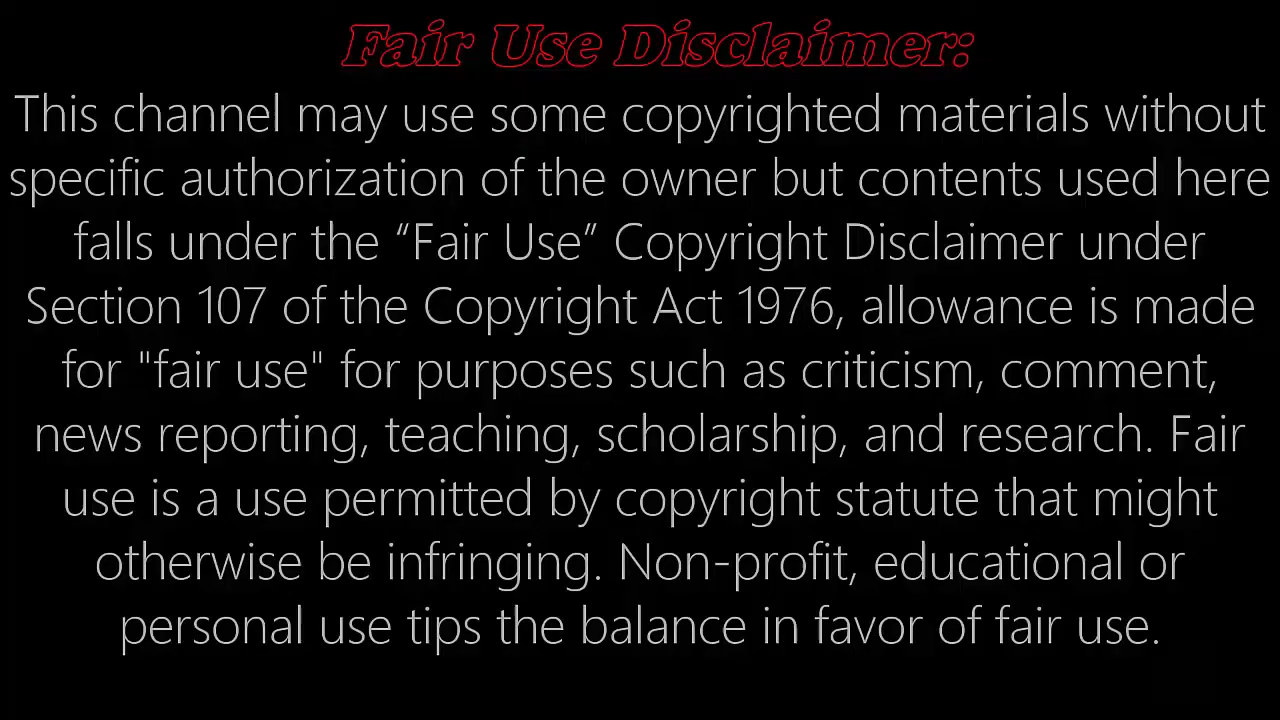 Fair Use Disclaimer:
This channel may use some copyrighted materials without
specific authorization of the owner but contents used here
falls under the “Fair Use” Copyright Disclaimer under
Section 107 of the Copyright Act 1976, allowance is made
for "fair use" for purposes such as criticism, comment,
news reporting, teaching, scholarship, and research. Fair
use is a use permitted by copyright statute that might
otherwise be infringing. Non-profit, educational or
personal use tips the balance in favor of fair use.